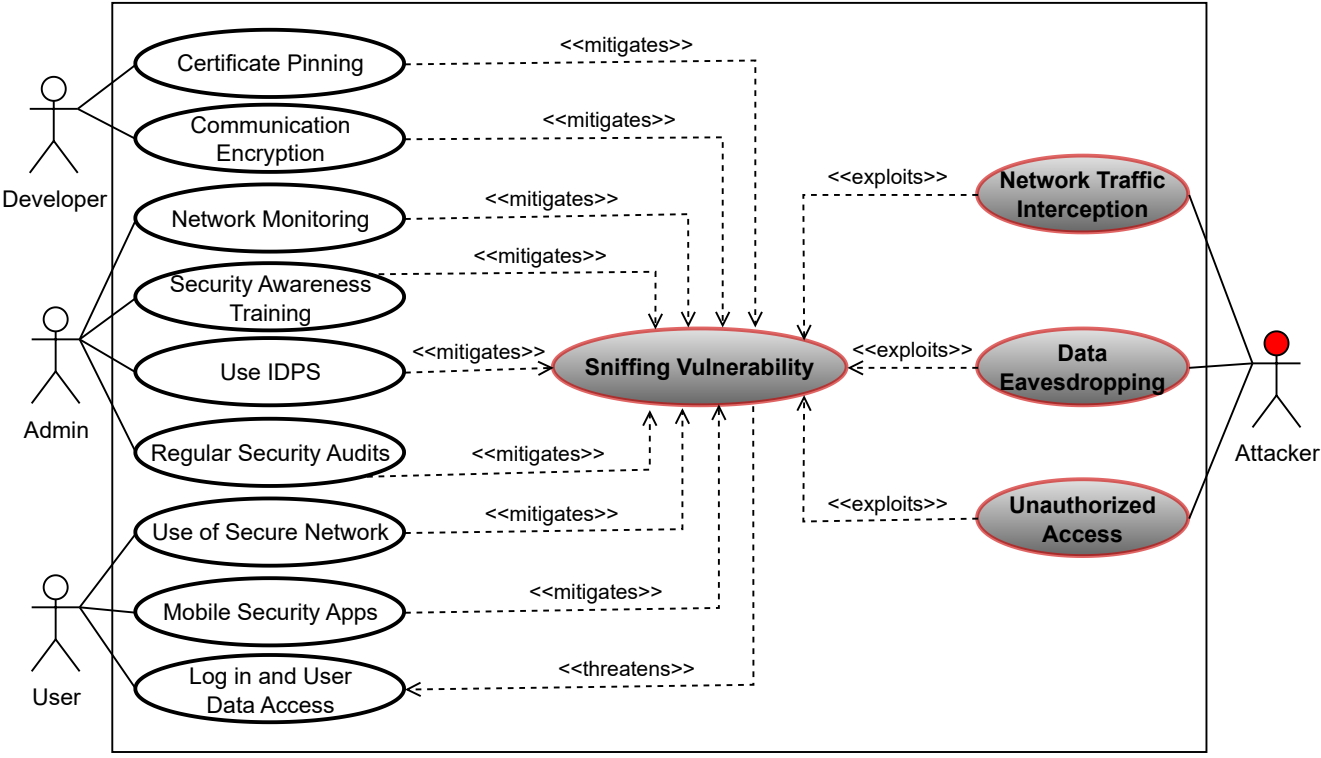 Certificate Pinning
<<mitigates>>
Communication
Encryption
<<mitigates>>
Developer
Network Monitoring
<<mitigates>>
Security Awareness
Training
<<mitigates>>
Use IDPS
<<mitigates>>
Admin
Regular Security Audits
<<mitigates>>
Use of Secure Network
<<mitigates>>
Mobile Security Apps
<<mitigates>>
User
Log in and User
Data Access
<<threatens>>
Sniffing Vulnerability
<<exploits>>
Network Traffic
Interception
<<exploits>>
Data
Eavesdropping
<<exploits>>
Unauthorized
Access
Attacker